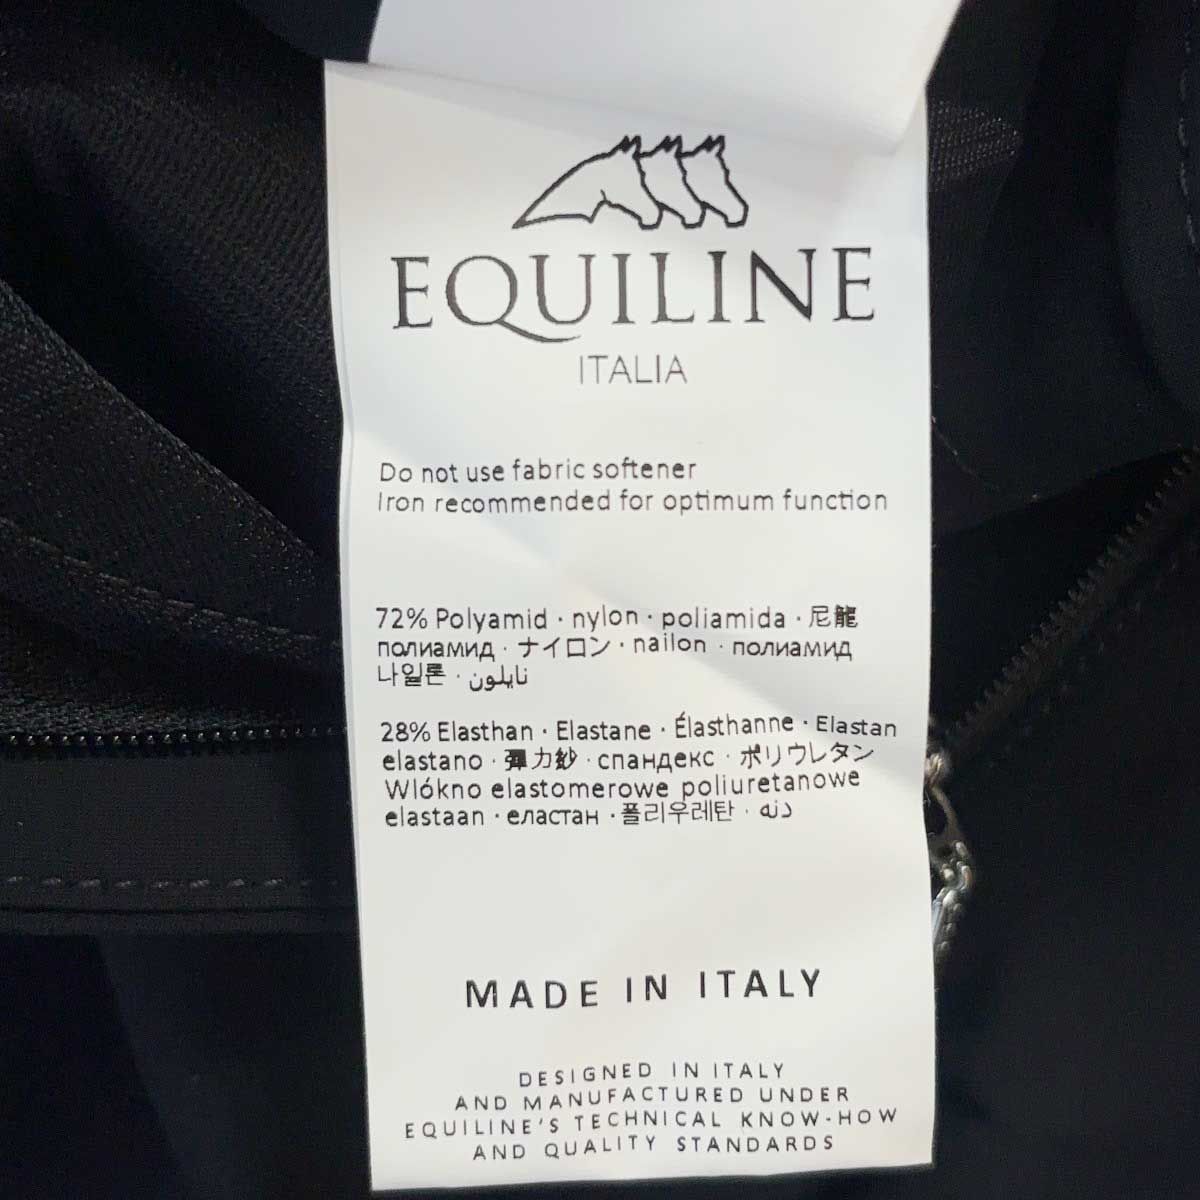 EQUILINE
ITALIA
Do not use fabric softener
Iron recommended for optimum function
72% Polyamid · nylon · poliamida · 尼龍
полиамид · ナイロン · nailon · полиамид
나일론 · نايلون
28% Elasthan · Elastane · Élasthanne · Elastan
elastano · 彈力紗 · спандекс · ポリウレタン
Wlókno elastomerowe poliuretanowe
elastaan · еластан · 폴리우레탄 · دنه
MADE IN ITALY
DESIGNED IN ITALY
AND MANUFACTURED UNDER
EQUILINE'S TECHNICAL KNOW-HOW
AND QUALITY STANDARDS